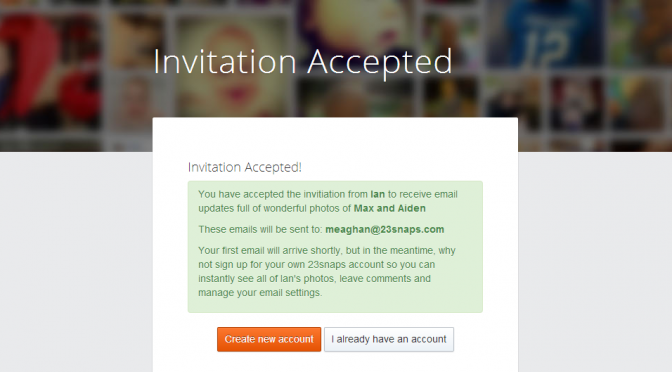 Invitation Accepted
12
Invitation Accepted!
You have accepted the invitiation from Ian to receive email
updates full of wonderful photos of Max and Aiden
These emails will be sent to: meaghan@23snaps.com
Your first email will arrive shortly, but in the meantime, why
not sign up for your own 23snaps account so you can
instantly see all of Ian's photos, leave comments and
manage your email settings.
Create new account
I already have an account